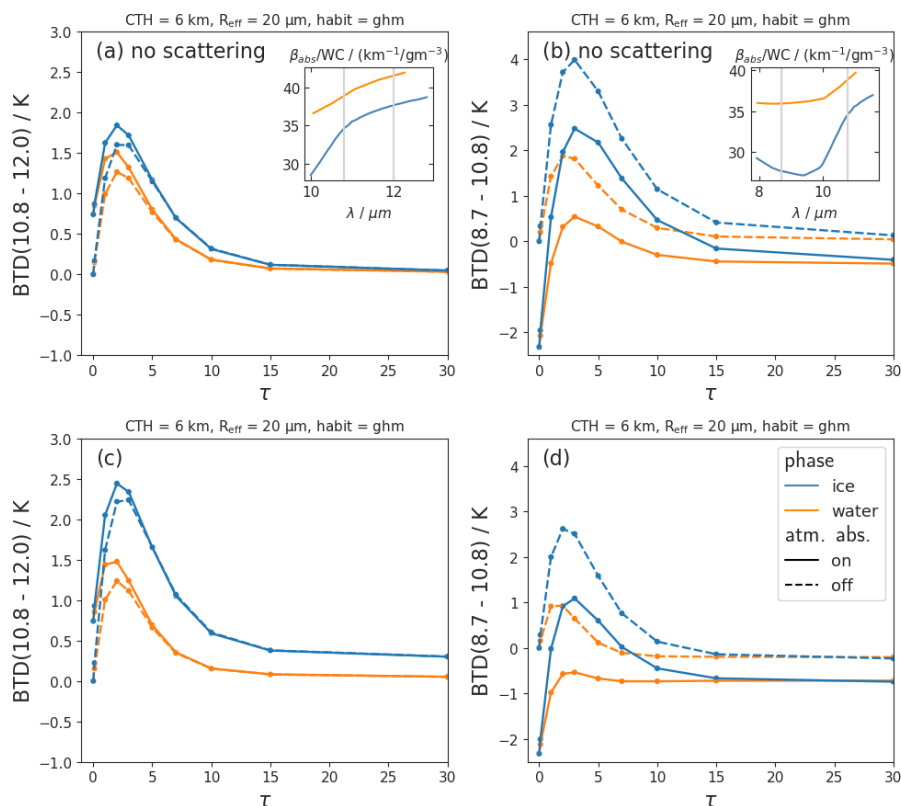 CTH = 6 km, R_eff = 20 μm, habit = ghm
(a) no scattering
β_abs/WC / (km⁻¹/gm⁻³)
40
35
30
10
12
λ / μm
3.0
2.5
2.0
1.5
1.0
0.5
0.0
−0.5
−1.0
BTD(10.8 - 12.0) / K
0 5 10 15 20 25 30
τ
CTH = 6 km, R_eff = 20 μm, habit = ghm
(b) no scattering
β_abs/WC / (km⁻¹/gm⁻³)
40
30
8
10
λ / μm
4
3
2
1
0
−1
−2
BTD(8.7 - 10.8) / K
0 5 10 15 20 25 30
τ
CTH = 6 km, R_eff = 20 μm, habit = ghm
(c)
3.0
2.5
2.0
1.5
1.0
0.5
0.0
−0.5
−1.0
BTD(10.8 - 12.0) / K
0 5 10 15 20 25 30
τ
CTH = 6 km, R_eff = 20 μm, habit = ghm
(d)
phase
ice
water
atm. abs.
on
off
4
3
2
1
0
−1
−2
BTD(8.7 - 10.8) / K
0 5 10 15 20 25 30
τ